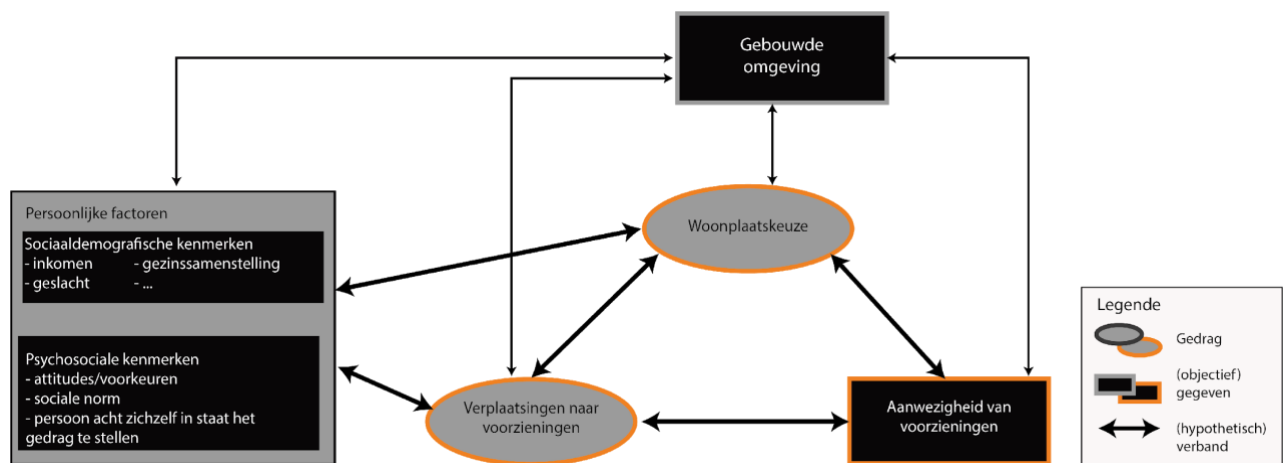 Gebouwde
omgeving
Persoonlijke factoren
Sociaaldemografische kenmerken
- inkomen - gezinssamenstelling
- geslacht - ...
Psychosociale kenmerken
- attitudes/voorkeuren
- sociale norm
- persoon acht zichzelf in staat het
gedrag te stellen
Woonplaatskeuze
Verplaatsingen naar
voorzieningen
Aanwezigheid van
voorzieningen
Legende
Gedrag
(objectief)
gegeven
(hypothetisch)
verband